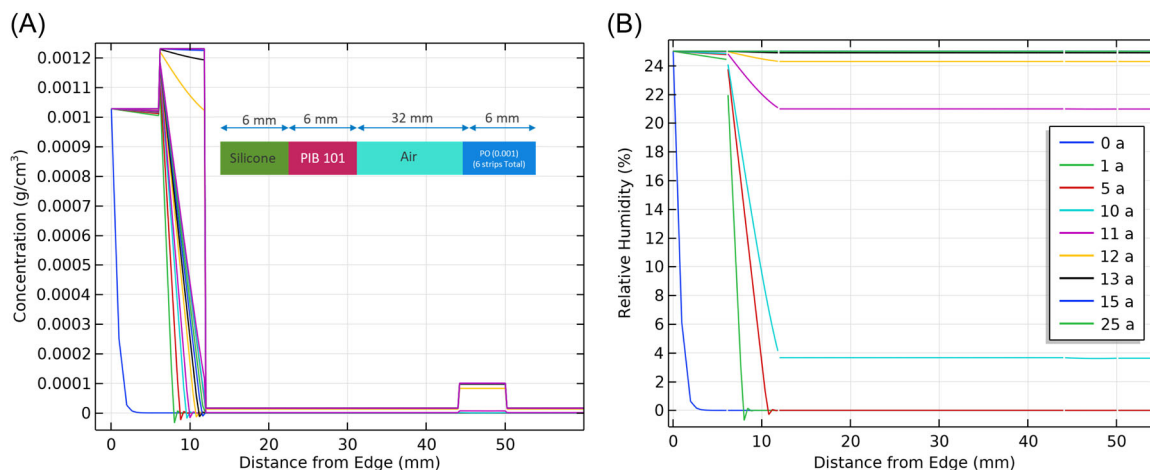 (A)
0.0012
0.0011
0.001
0.0009
0.0008
0.0007
0.0006
0.0005
0.0004
0.0003
0.0002
0.0001
0
Concentration (g/cm³)
6 mm 6 mm 32 mm 6 mm
Silicone PIB 101 Air PO (0.001)
(6 strips Total)
0 10 20 30 40 50
Distance from Edge (mm)
(B)
24
22
20
18
16
14
12
10
8
6
4
2
0
Relative Humidity (%)
0 a
1 a
5 a
10 a
11 a
12 a
13 a
15 a
25 a
0 10 20 30 40 50
Distance from Edge (mm)